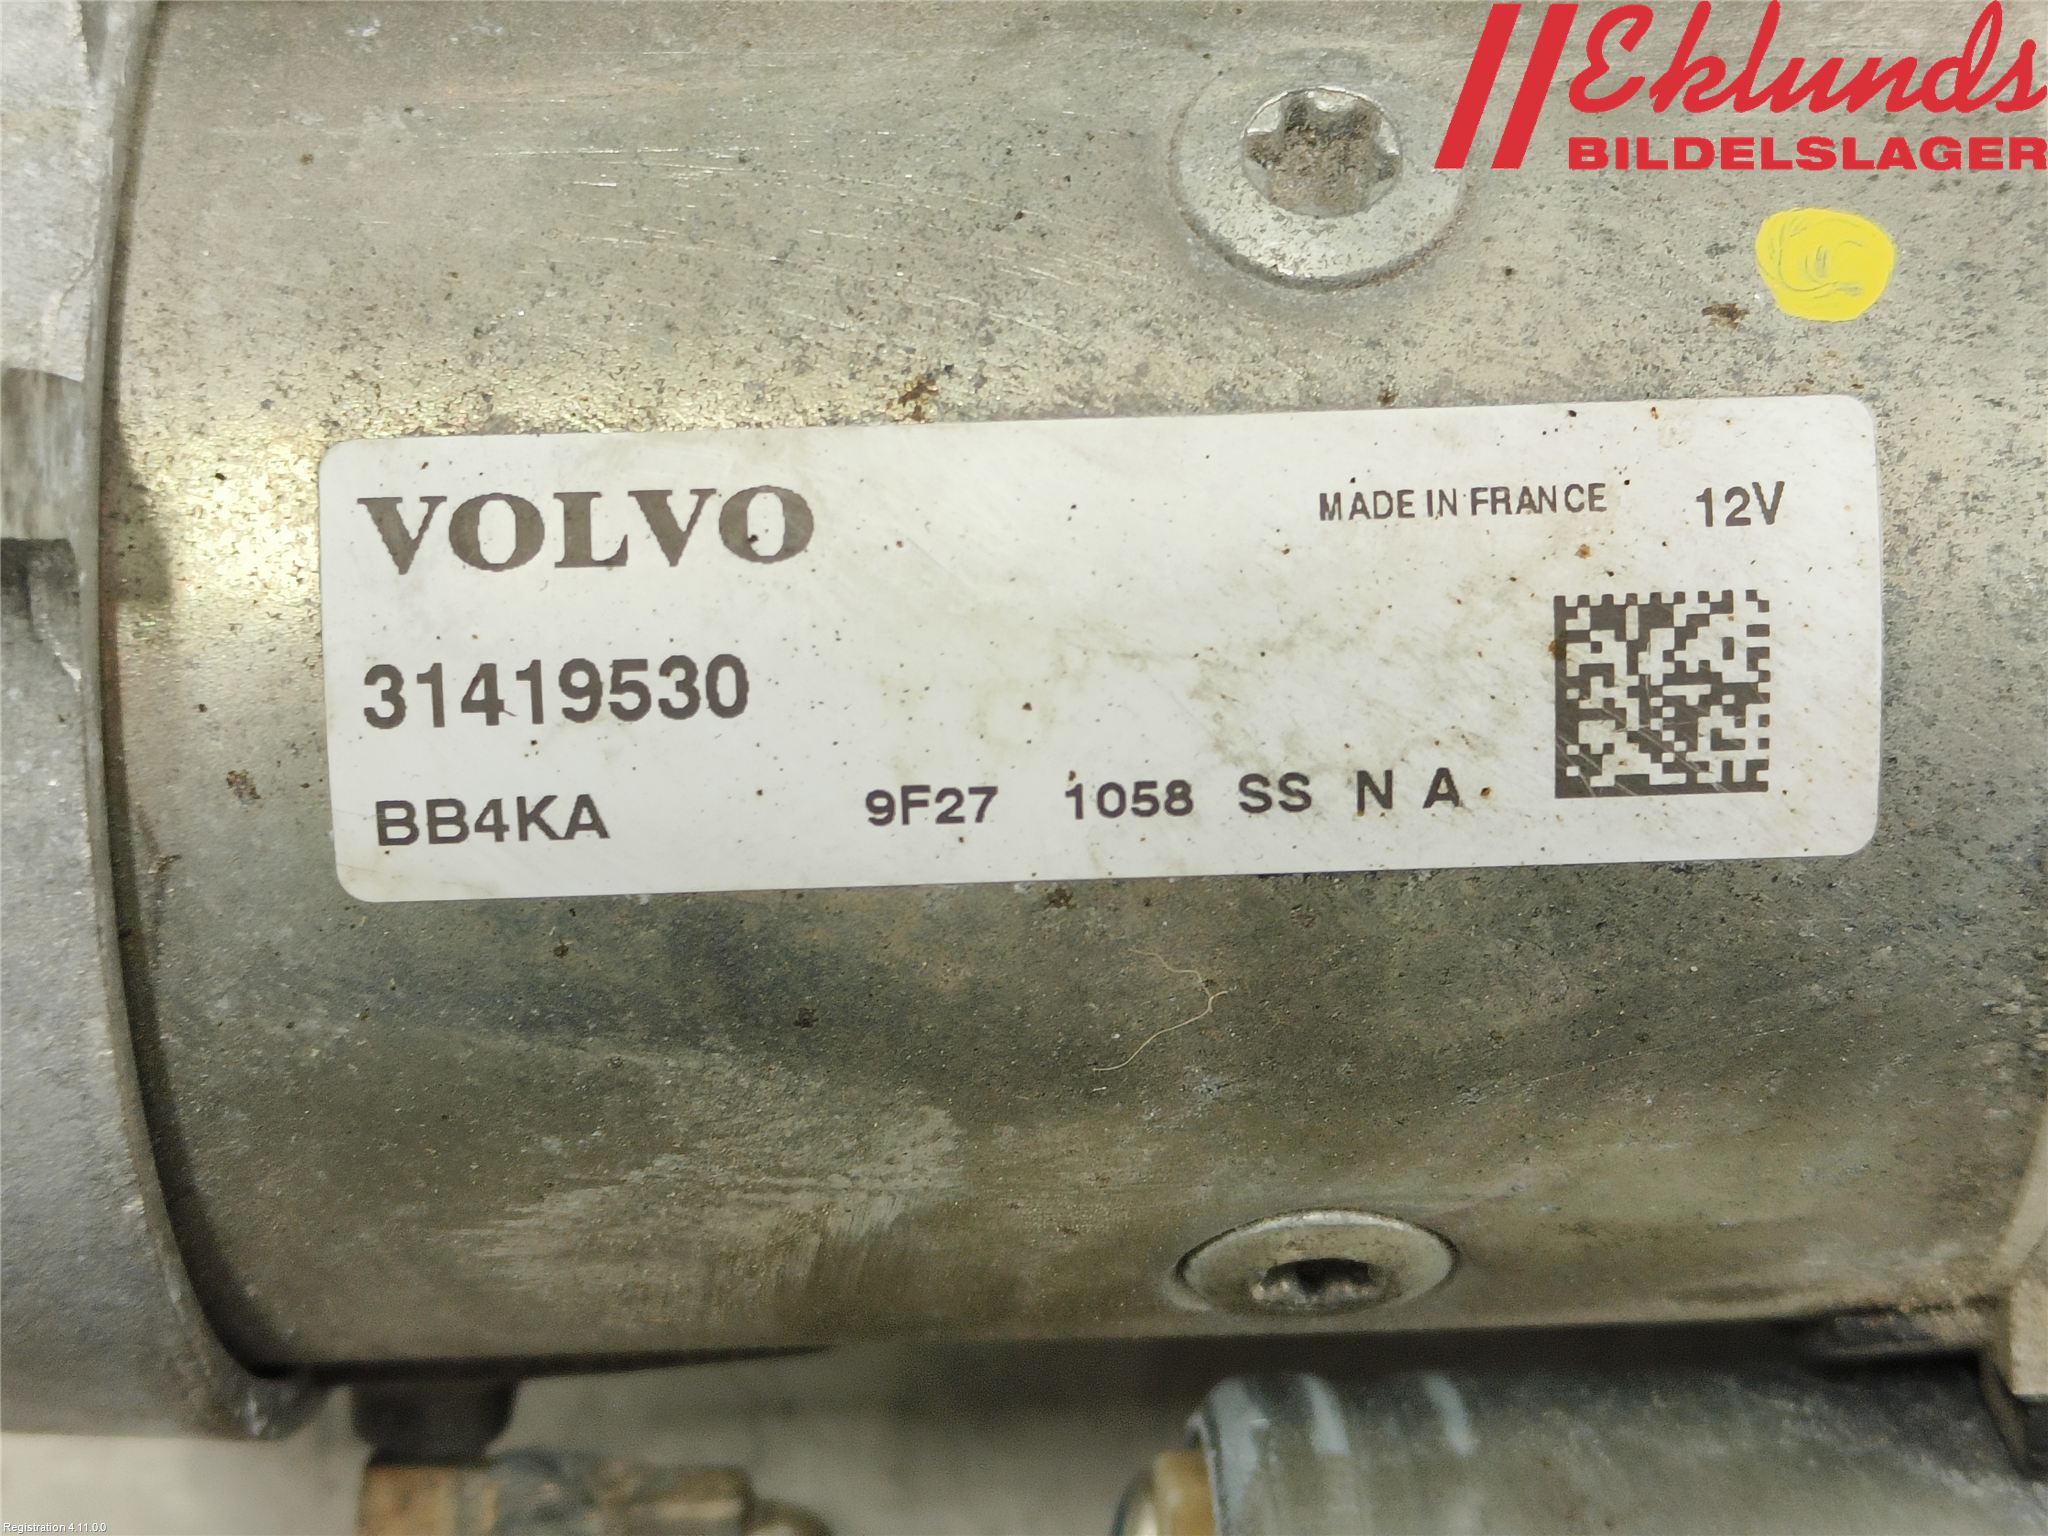 Eklunds
BILDELSLAGER
VOLVO MADE IN FRANCE 12V
31419530
BB4KA 9F27 1058 SS N A
Registration 4.11.0.0